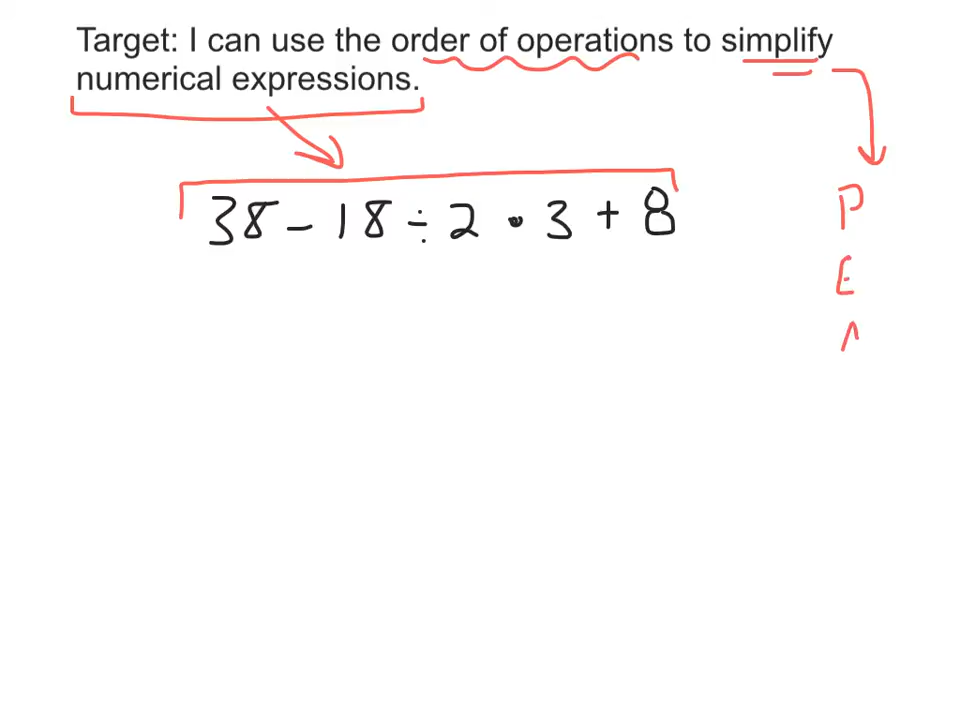 Target: I can use the order of operations to simplify
numerical expressions.
38 - 18 ÷ 2 • 3 + 8
P
E